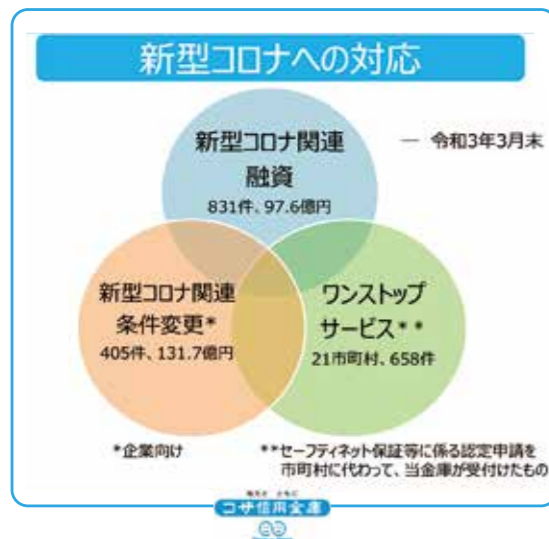 新型コロナへの対応
新型コロナ関連
融資
831件、97.6億円
― 令和3年3月末
新型コロナ関連
条件変更*
405件、131.7億円
ワンストップ
サービス**
21市町村、658件
*企業向け
**セーフティネット保証等に係る認定申請を
市町村に代わって、当金庫が受付けたもの
地元と ともに
コザ信用金庫